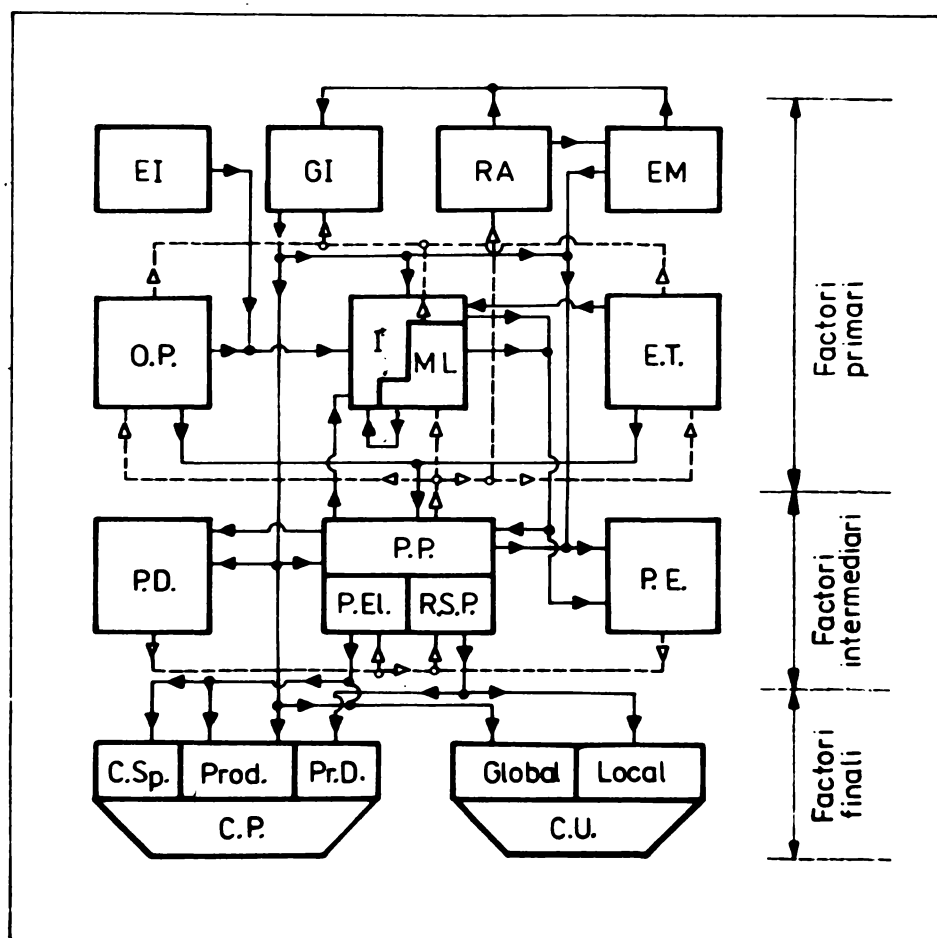 EI
GI
RA
EM
O.P.
I
ML
E.T.
Factori
primari
P.D.
P.P.
P.El.
R.S.P.
P.E.
Factori
intermediari
C.Sp.
Prod.
Pr.D.
C.P.
Global
Local
C.U.
Factori
finali